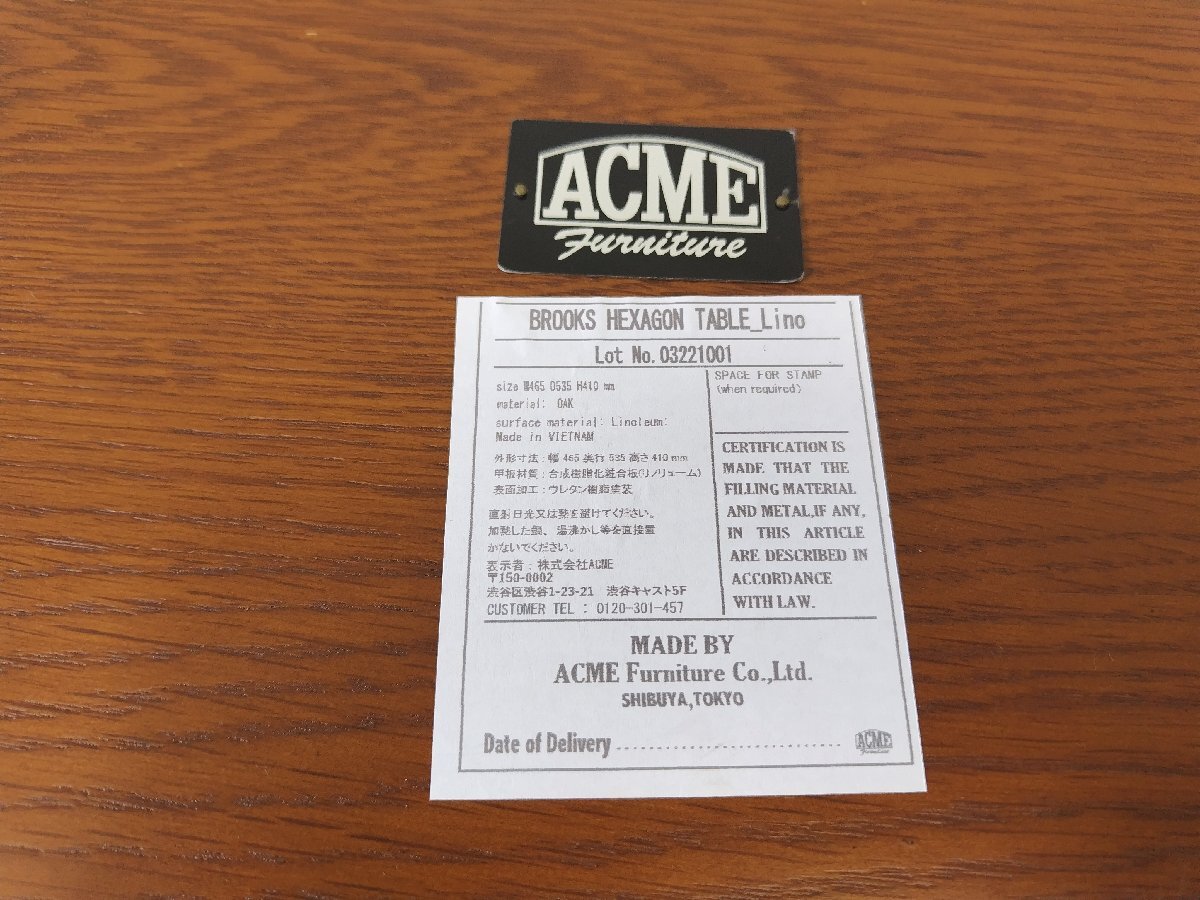 ACME
Furniture
BROOKS HEXAGON TABLE_Lino
Lot No. 03221001
size W465 D535 H410 mm
material: OAK
surface material: Linoleum:
Made in VIETNAM
外形寸法：幅 465 奥行 535 高さ 410 mm
甲板材質：合成樹脂化粧合板(リノリューム)
表面加工：ウレタン樹脂塗装
直射日光又は熱を避けてください。
加熱した鍋、湯沸かし等を直接置
かないでください。
表示者：株式会社ACME
〒150-0002
渋谷区渋谷1-23-21　渋谷キャスト5F
CUSTOMER TEL : 0120-301-457
SPACE FOR STAMP
(when required)
CERTIFICATION IS
MADE THAT THE
FILLING MATERIAL
AND METAL,IF ANY,
IN THIS ARTICLE
ARE DESCRIBED IN
ACCORDANCE
WITH LAW.
MADE BY
ACME Furniture Co.,Ltd.
SHIBUYA,TOKYO
Date of Delivery
ACME
Furniture